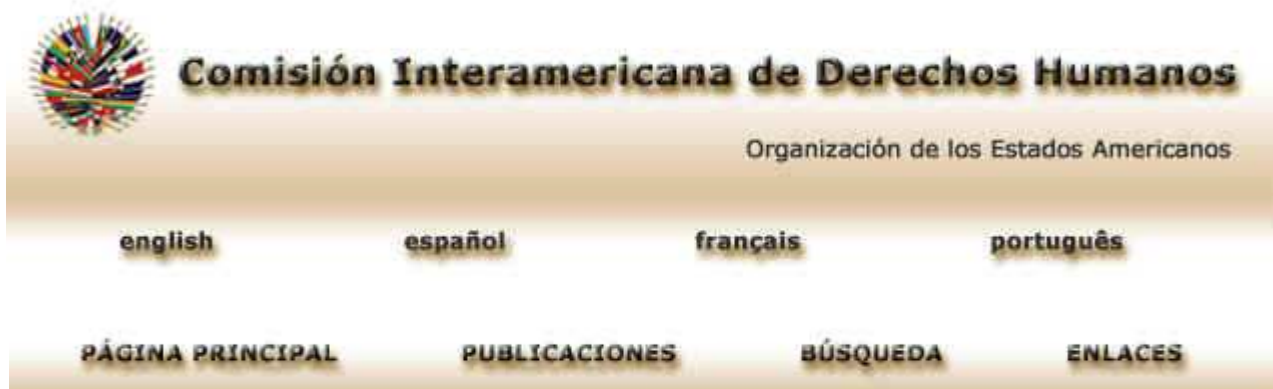 Comisión Interamericana de Derechos Humanos
Organización de los Estados Americanos
english español français português
PÁGINA PRINCIPAL PUBLICACIONES BÚSQUEDA ENLACES